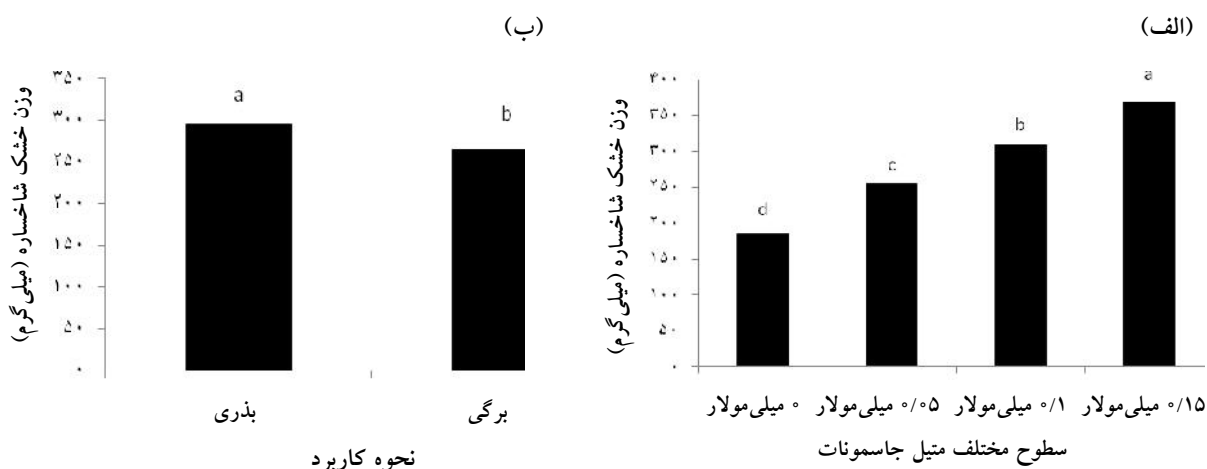 (الف)
وزن خشک شاخساره (میلی‌گرم)
۴۰۰
۳۵۰
۳۰۰
۲۵۰
۲۰۰
۱۵۰
۱۰۰
۵۰
۰
d
c
b
a
۰ میلی‌مولار
۰/۰۵ میلی‌مولار
۰/۱ میلی‌مولار
۰/۱۵ میلی‌مولار
سطوح مختلف متیل جاسمونات
(ب)
وزن خشک شاخساره (میلی‌گرم)
۳۵۰
۳۰۰
۲۵۰
۲۰۰
۱۵۰
۱۰۰
۵۰
۰
a
b
بذری
برگی
نحوه کاربرد